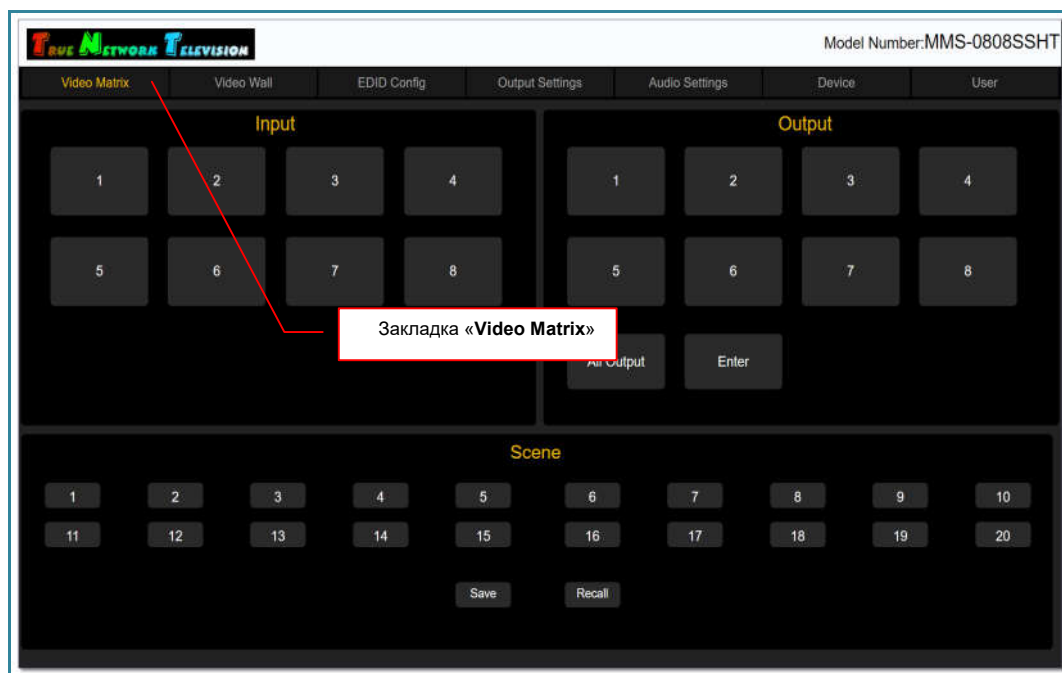 True Network Television
Model Number:MMS-0808SSHT
Video Matrix Video Wall EDID Config Output Settings Audio Settings Device User
Input
1 2 3 4
5 6 7 8
Output
1 2 3 4
5 6 7 8
All Output Enter
Закладка «Video Matrix»
Scene
1 2 3 4 5 6 7 8 9 10
11 12 13 14 15 16 17 18 19 20
Save Recall